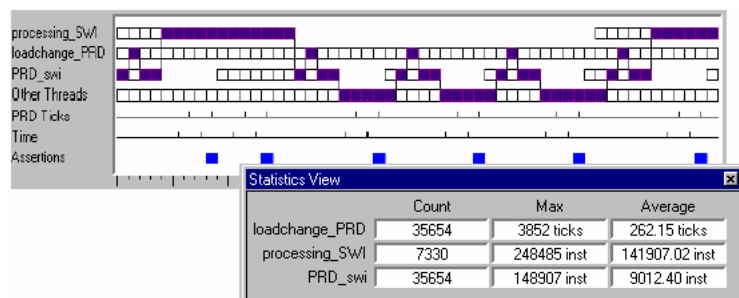 processing_SWI
loadchange_PRD
PRD_swi
Other Threads
PRD Ticks
Time
Assertions
Statistics View
Count Max Average
loadchange_PRD 35654 3852 ticks 262.15 ticks
processing_SWI 7330 248485 inst 141907.02 inst
PRD_swi 35654 148907 inst 9012.40 inst